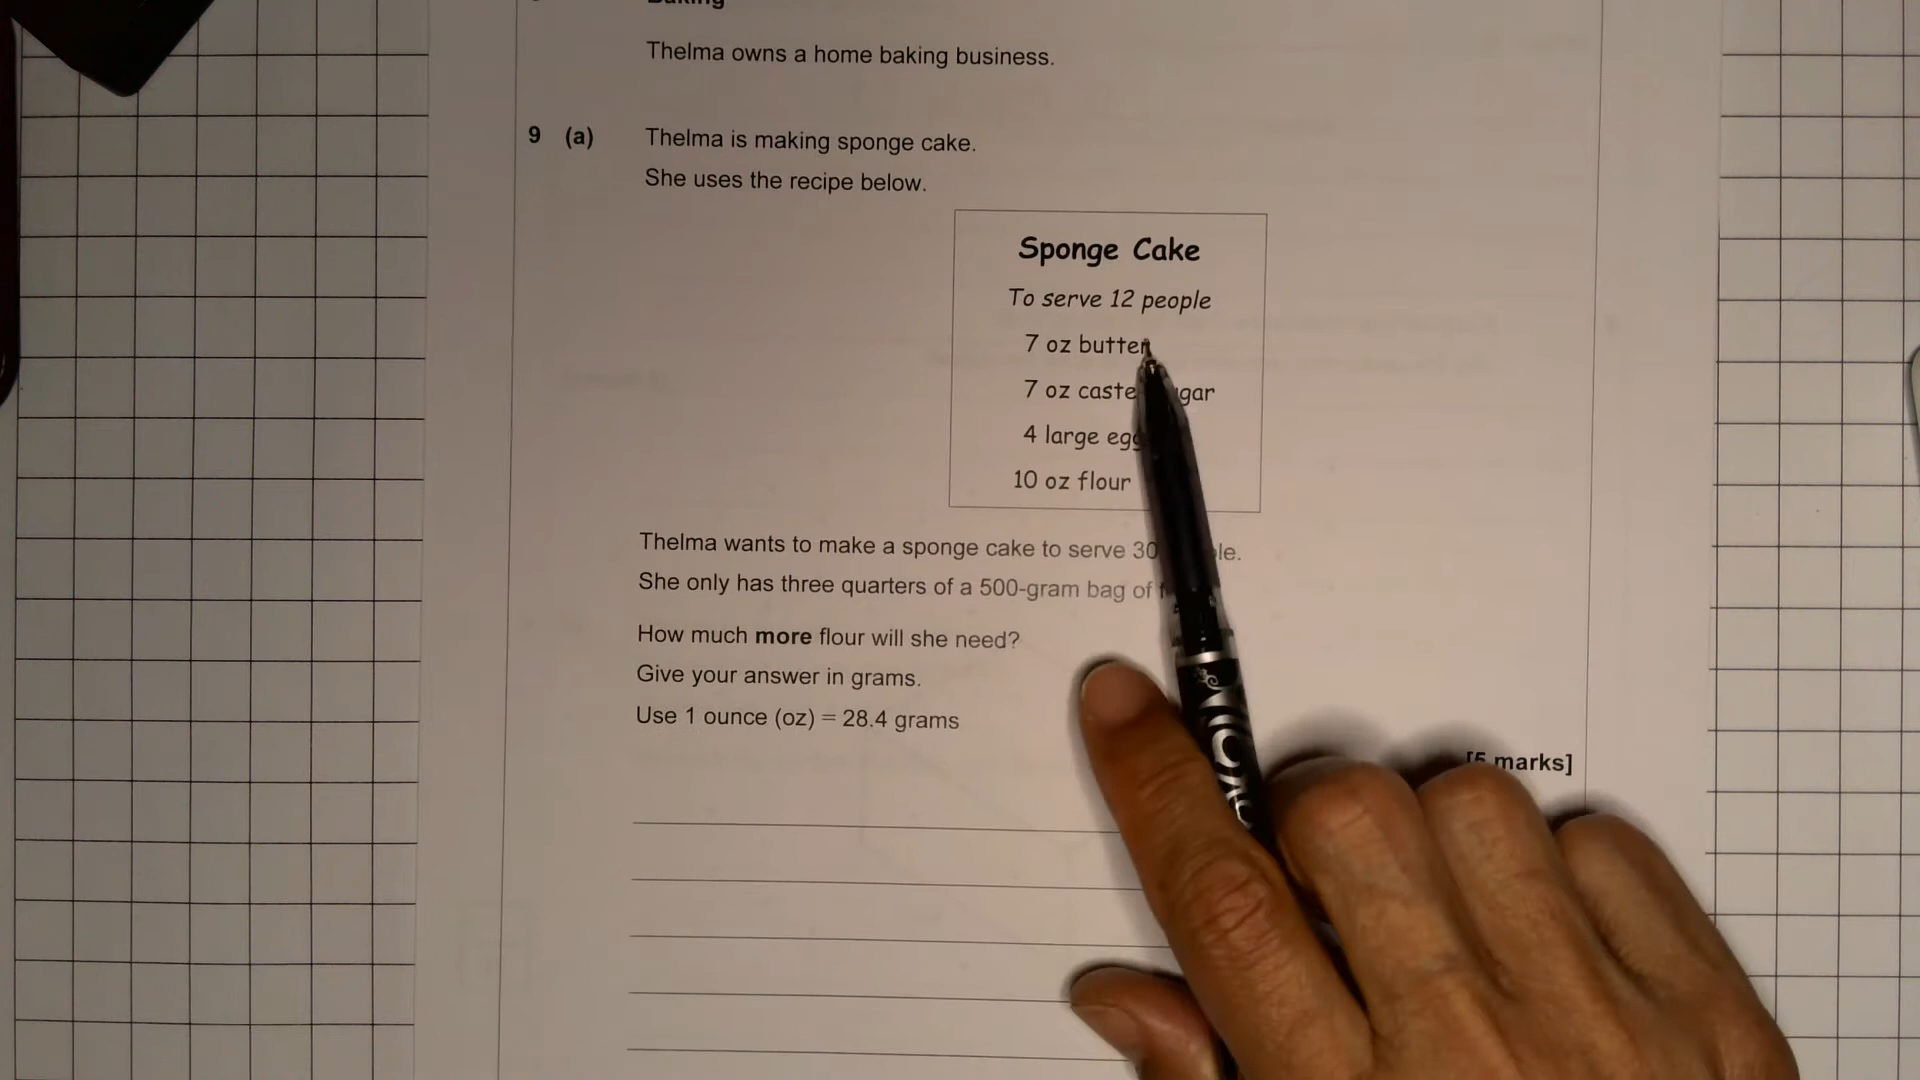 Baking
Thelma owns a home baking business.
9 (a) Thelma is making sponge cake.
She uses the recipe below.
Sponge Cake
To serve 12 people
7 oz butter
7 oz caste gar
4 large egg
10 oz flour
Thelma wants to make a sponge cake to serve 30 le.
She only has three quarters of a 500-gram bag of f
How much more flour will she need?
Give your answer in grams.
Use 1 ounce (oz) = 28.4 grams
[5 marks]